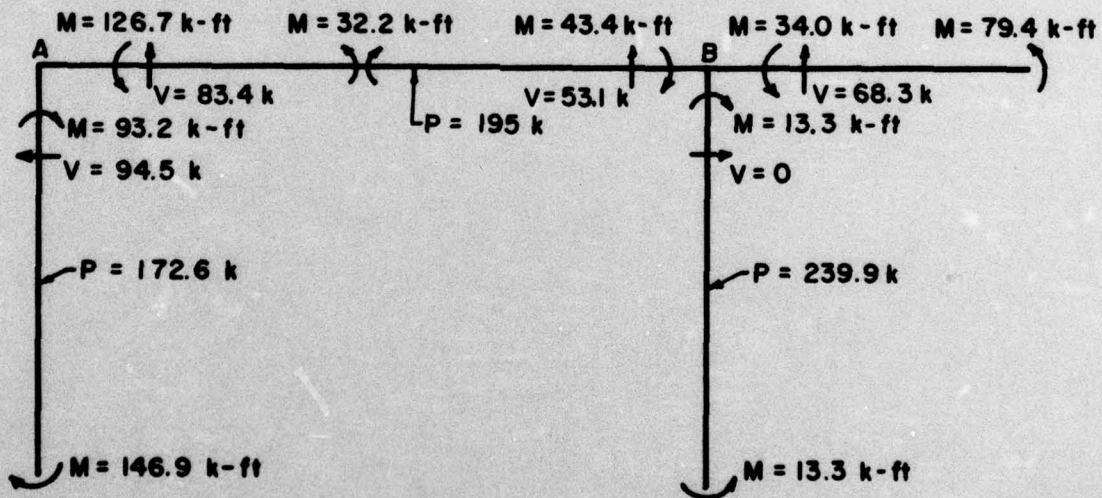 M = 126.7 k-ft M = 32.2 k-ft M = 43.4 k-ft M = 34.0 k-ft M = 79.4 k-ft
A B
V = 83.4 k V = 53.1 k V = 68.3 k
M = 93.2 k-ft P = 195 k M = 13.3 k-ft
V = 94.5 k V = 0
P = 172.6 k P = 239.9 k
M = 146.9 k-ft M = 13.3 k-ft